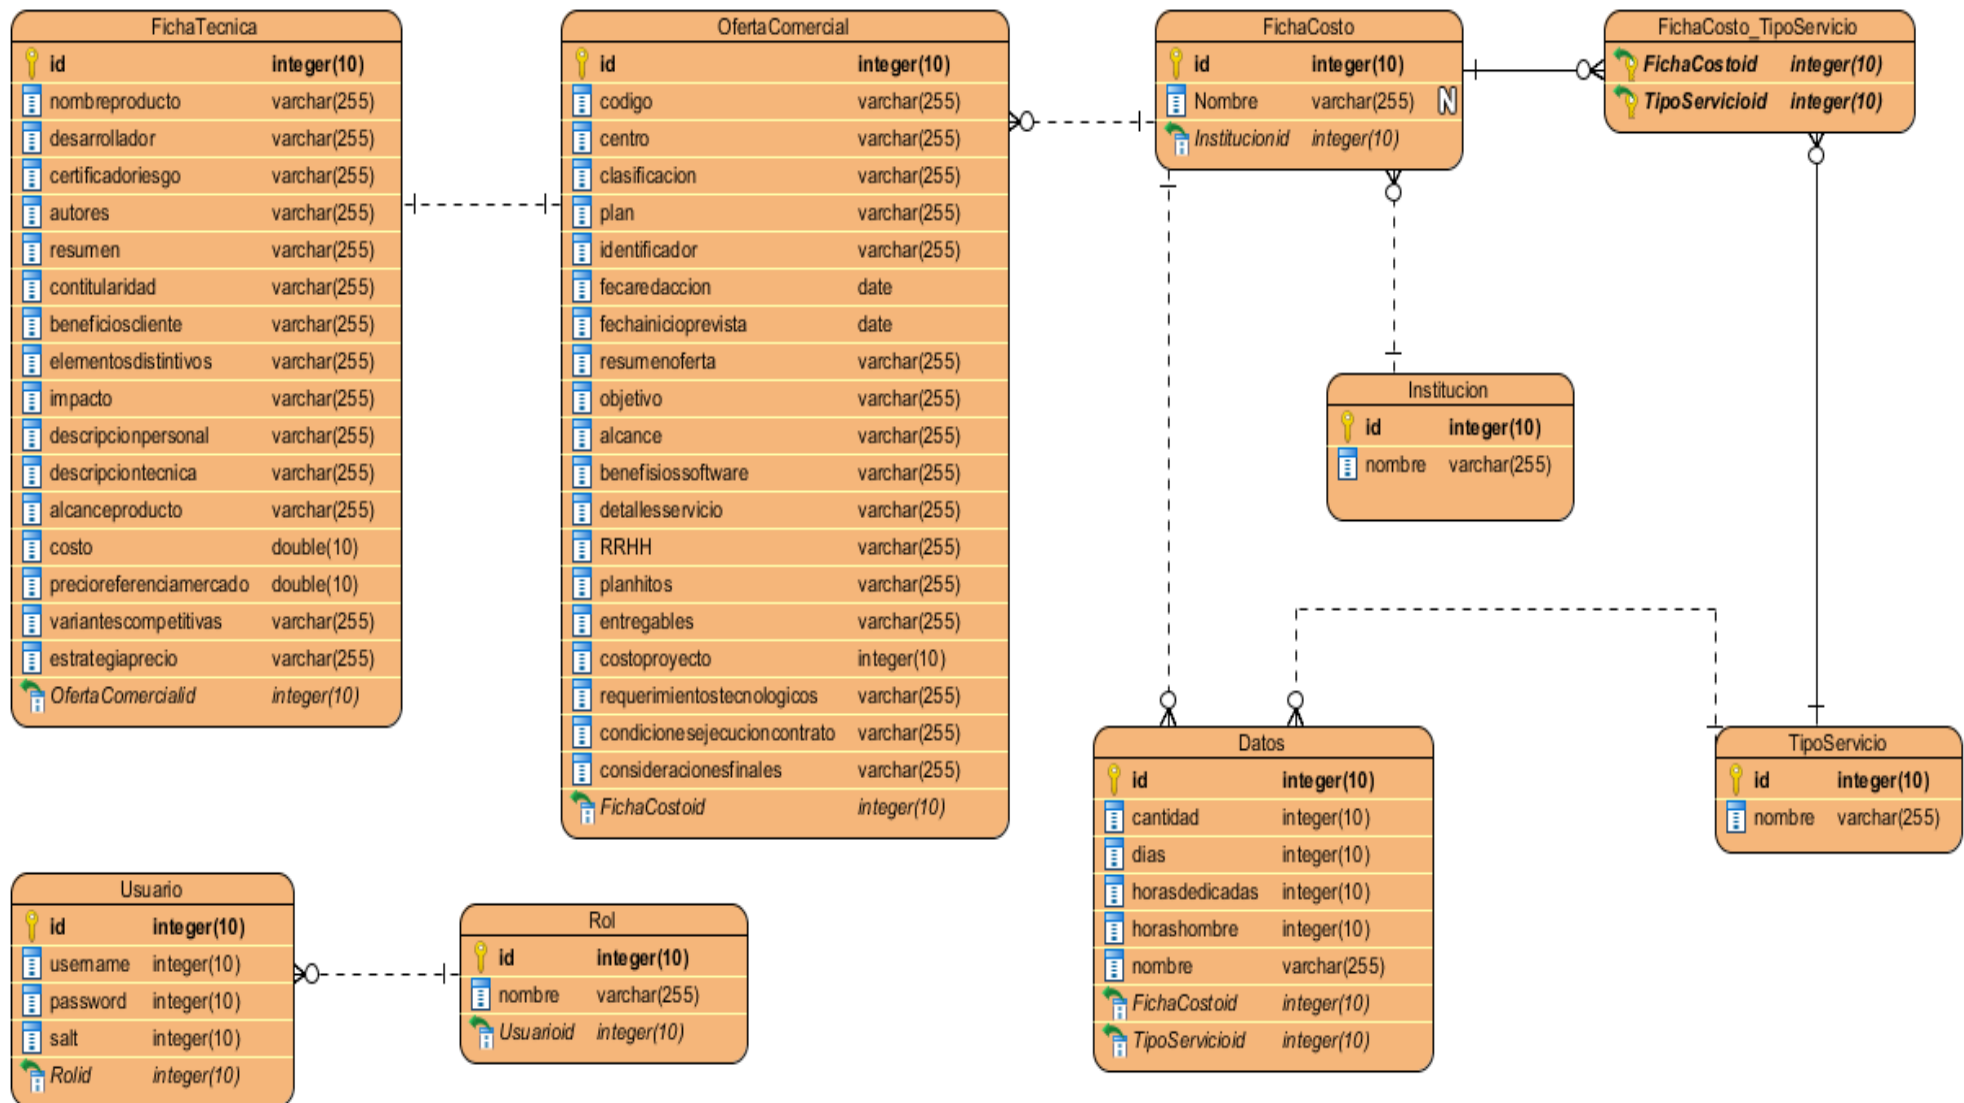 FichaTecnica
id integer(10)
nombreproducto varchar(255)
desarrollador varchar(255)
certificadoriesgo varchar(255)
autores varchar(255)
resumen varchar(255)
contitularidad varchar(255)
beneficioscliente varchar(255)
elementosdistintivos varchar(255)
impacto varchar(255)
descripcionpersonal varchar(255)
descripciontecnica varchar(255)
alcanceproducto varchar(255)
costo double(10)
precioreferenciamercado double(10)
variantescompetitivas varchar(255)
estrategiaprecio varchar(255)
OfertaComercialid integer(10)
OfertaComercial
id integer(10)
codigo varchar(255)
centro varchar(255)
clasificacion varchar(255)
plan varchar(255)
identificador varchar(255)
fecaredaccion date
fechainicioprevista date
resumenoferta varchar(255)
objetivo varchar(255)
alcance varchar(255)
benefisiossoftware varchar(255)
detallesservicio varchar(255)
RRHH varchar(255)
planhitos varchar(255)
entregables varchar(255)
costoproyecto integer(10)
requerimientostecnologicos varchar(255)
condicionesejecucioncontrato varchar(255)
consideracionesfinales varchar(255)
FichaCostoid integer(10)
FichaCosto
id integer(10)
Nombre varchar(255) N
Institucionid integer(10)
FichaCosto_TipoServicio
FichaCostoid integer(10)
TipoServicioid integer(10)
Institucion
id integer(10)
nombre varchar(255)
Datos
id integer(10)
cantidad integer(10)
dias integer(10)
horasdedicadas integer(10)
horashombre integer(10)
nombre varchar(255)
FichaCostoid integer(10)
TipoServicioid integer(10)
TipoServicio
id integer(10)
nombre varchar(255)
Usuario
id integer(10)
username integer(10)
password integer(10)
salt integer(10)
Rolid integer(10)
Rol
id integer(10)
nombre varchar(255)
Usuarioid integer(10)